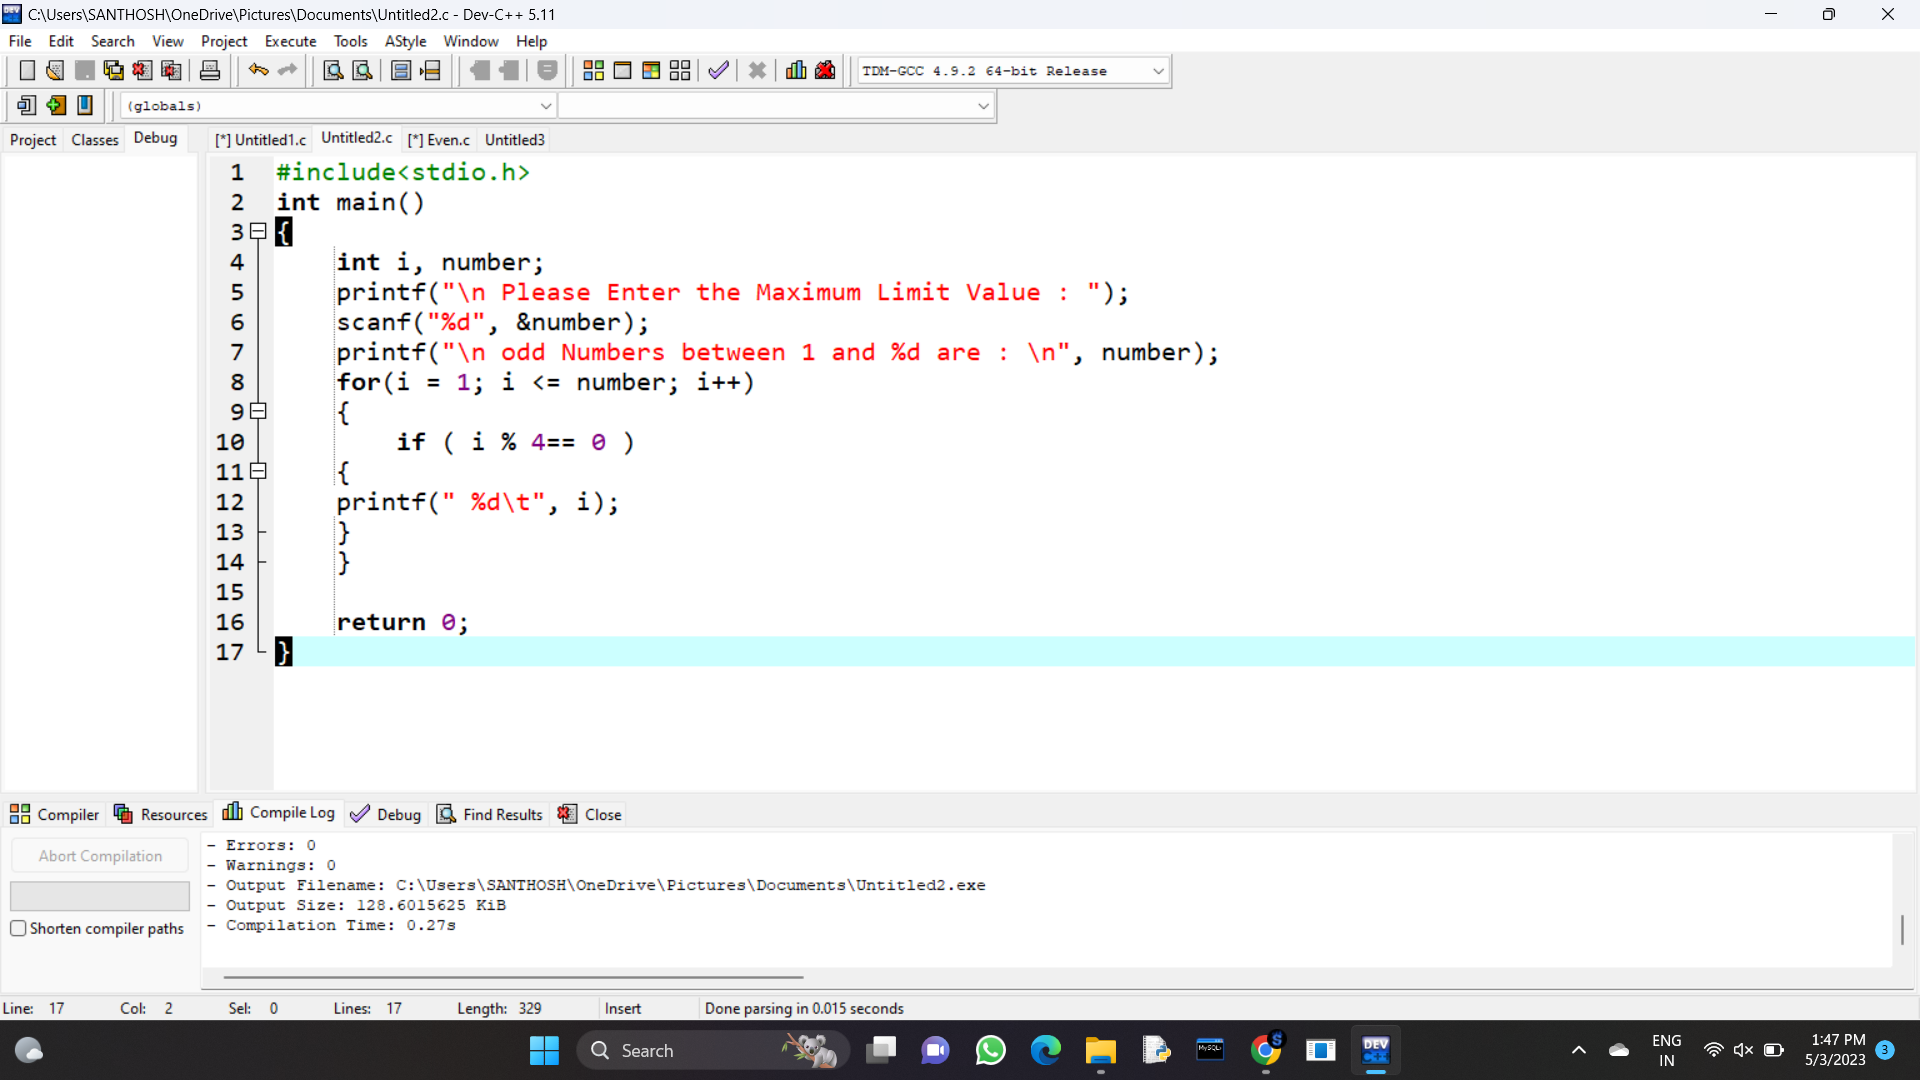 C:\Users\SANTHOSH\OneDrive\Pictures\Documents\Untitled2.c - Dev-C++ 5.11
File Edit Search View Project Execute Tools AStyle Window Help
TDM-GCC 4.9.2 64-bit Release
(globals)
Project Classes Debug [*] Untitled1.c Untitled2.c [*] Even.c Untitled3
1 #include<stdio.h>
2 int main()
3 {
4 int i, number;
5 printf("\n Please Enter the Maximum Limit Value : ");
6 scanf("%d", &number);
7 printf("\n odd Numbers between 1 and %d are : \n", number);
8 for(i = 1; i <= number; i++)
9 {
10 if ( i % 4== 0 )
11 {
12 printf(" %d\t", i);
13 }
14 }
15
16 return 0;
17 }
Compiler Resources Compile Log Debug Find Results Close
Abort Compilation
Shorten compiler paths
- Errors: 0
- Warnings: 0
- Output Filename: C:\Users\SANTHOSH\OneDrive\Pictures\Documents\Untitled2.exe
- Output Size: 128.6015625 KiB
- Compilation Time: 0.27s
Line: 17 Col: 2 Sel: 0 Lines: 17 Length: 329 Insert Done parsing in 0.015 seconds
Search
MySQL
S
DEV C++
ENG
IN
1:47 PM
5/3/2023
3